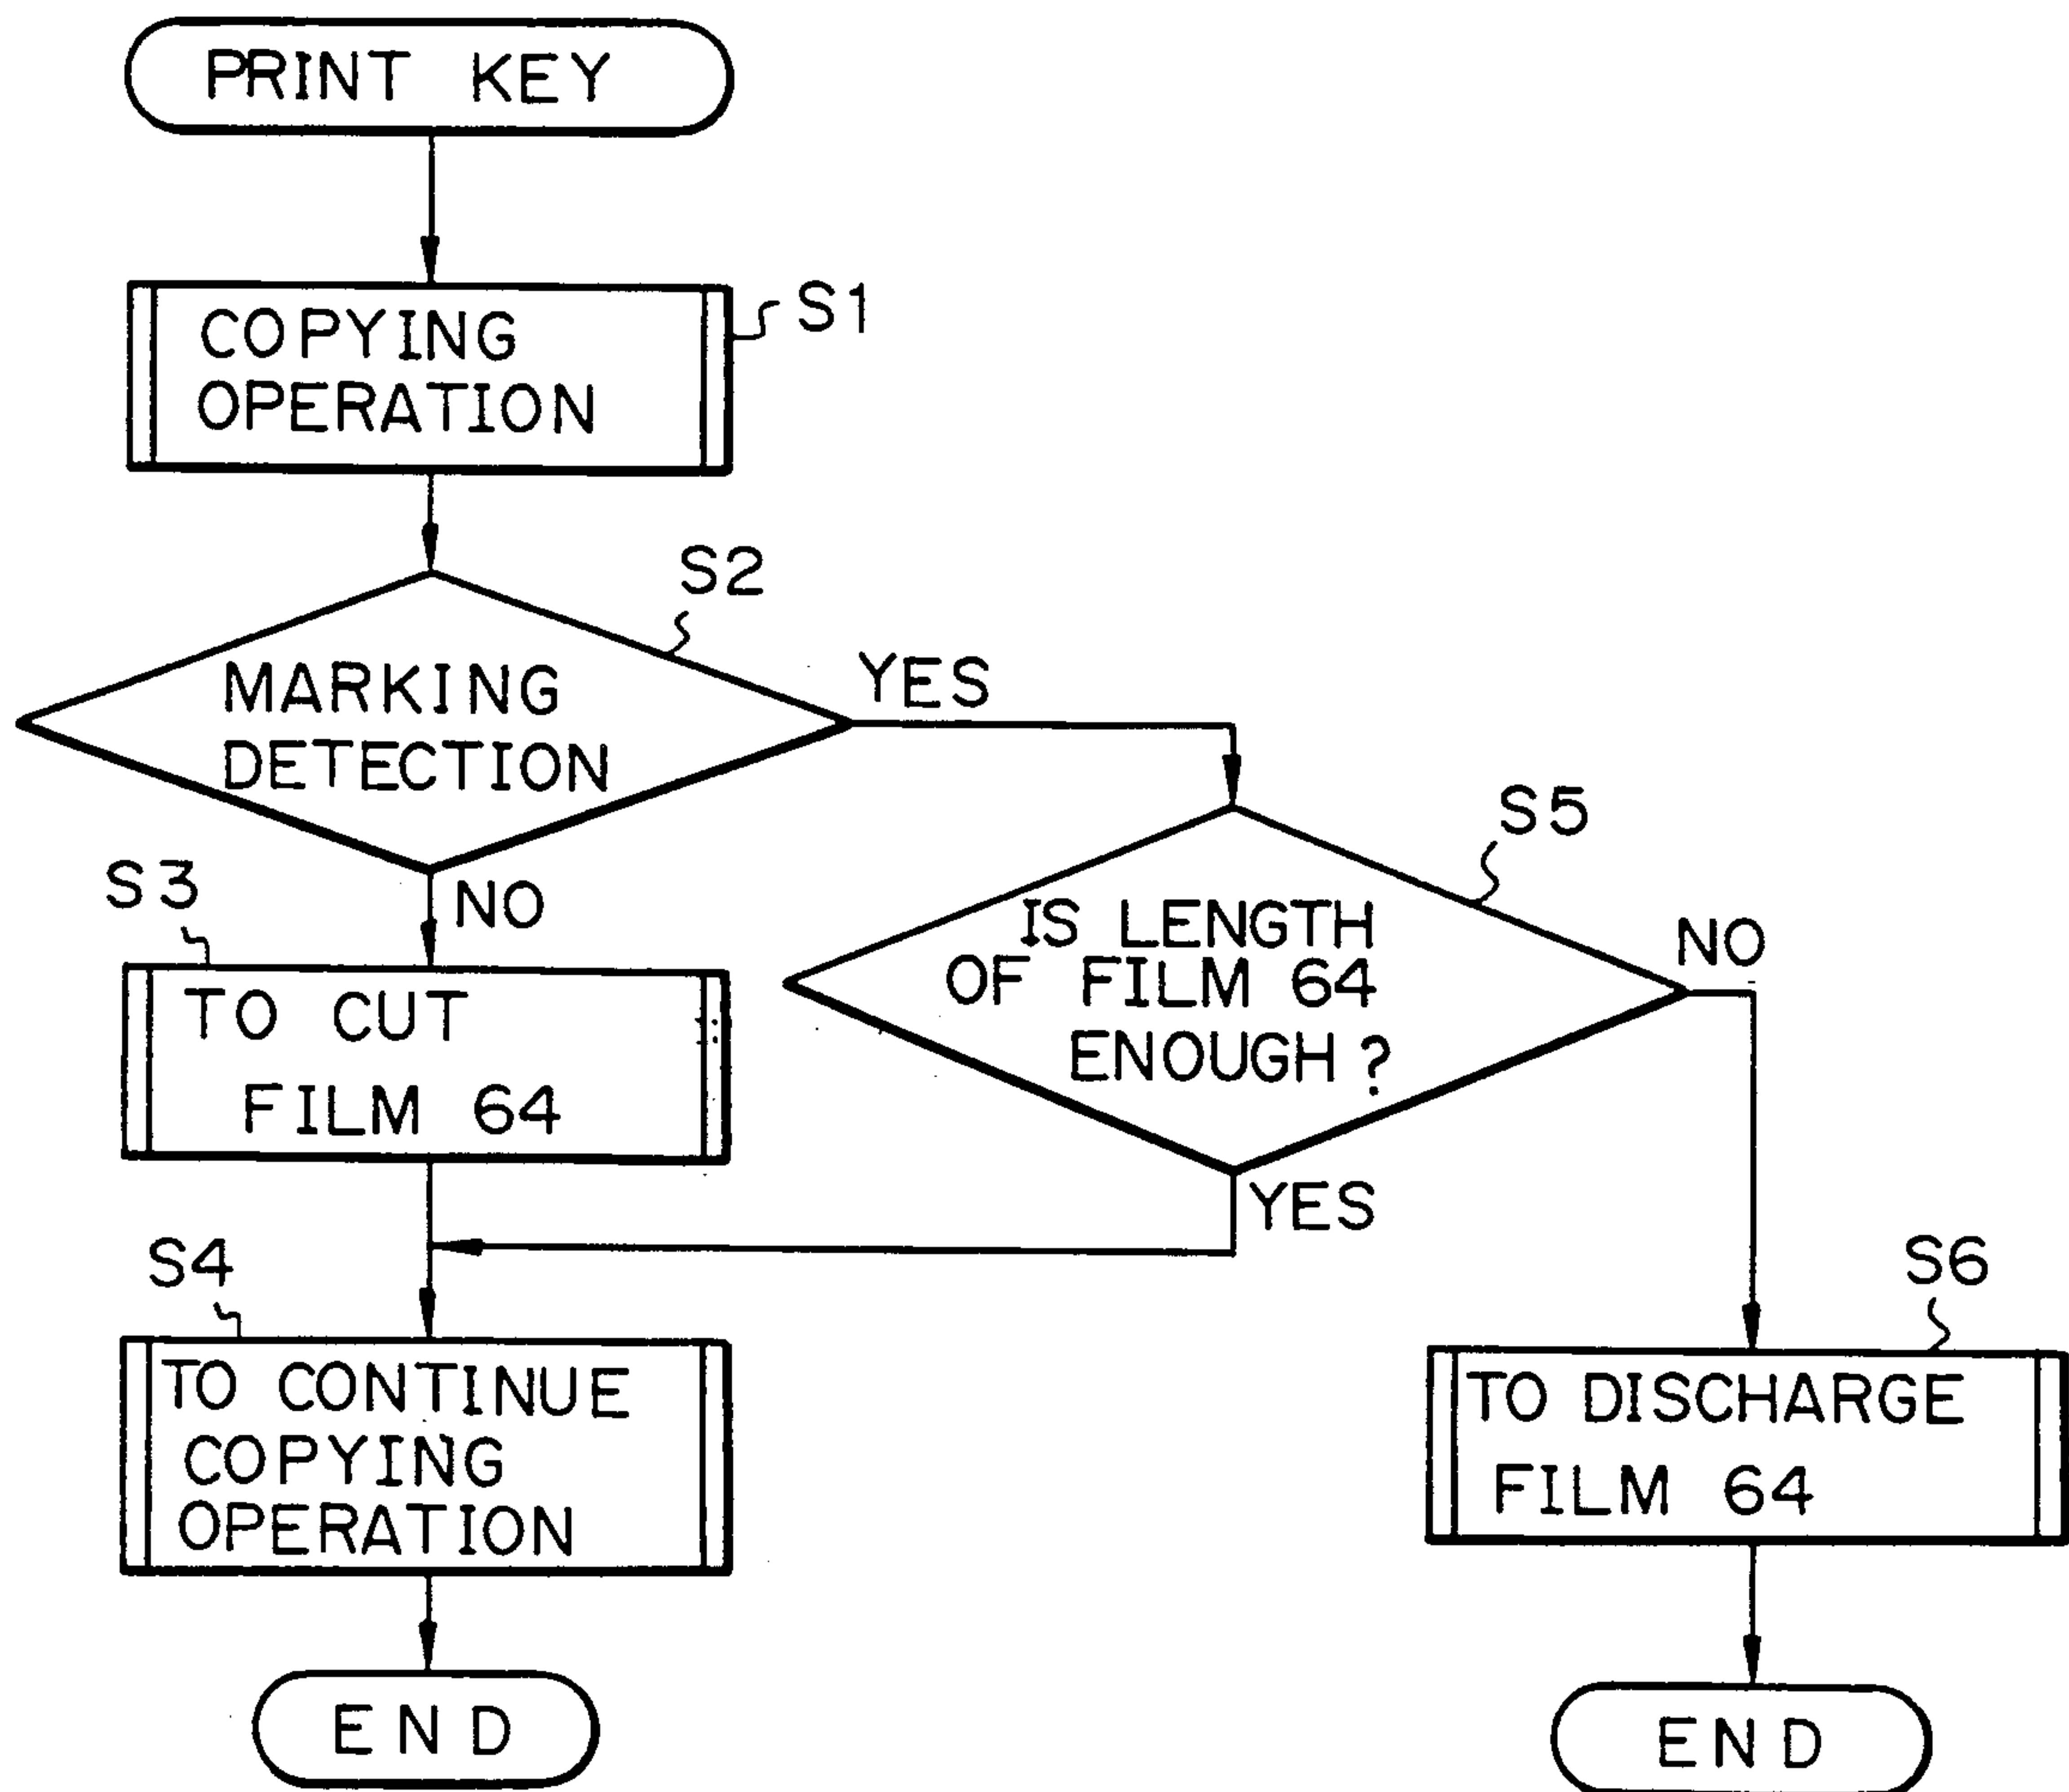 PRINT KEY
COPYING
OPERATION
S1
S2
MARKING
DETECTION
YES
NO
S3
TO CUT
FILM 64
S5
IS LENGTH
OF FILM 64
ENOUGH?
NO
YES
S4
TO CONTINUE
COPYING
OPERATION
END
S6
TO DISCHARGE
FILM 64
END